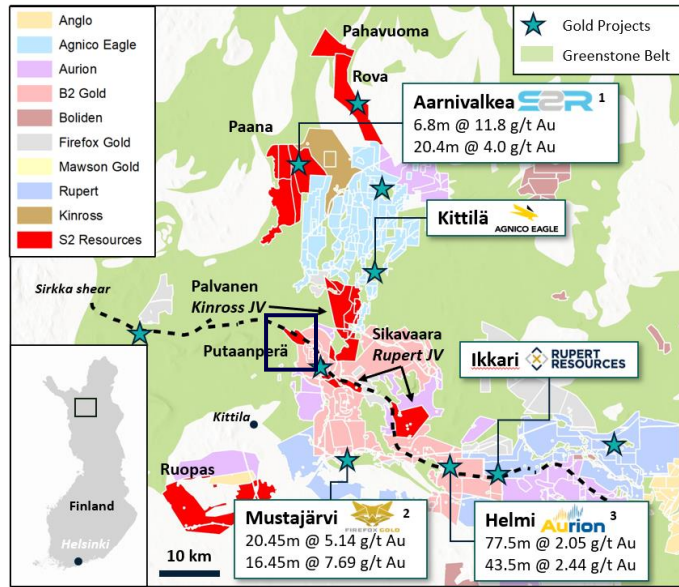 Anglo
Agnico Eagle
Aurion
B2 Gold
Boliden
Firefox Gold
Mawson Gold
Rupert
Kinross
S2 Resources
Gold Projects
Greenstone Belt
Pahavuoma
Rova
Paana
Aarnivalkea S2R 1
6.8m @ 11.8 g/t Au
20.4m @ 4.0 g/t Au
Kittilä AGNICO EAGLE
Sirkka shear
Palvanen
Kinross JV
Putaanperä
Sikavaara
Rupert JV
Ikkari RUPERT
RESOURCES
Kittila
Ruopas
Finland
Helsinki
10 km
Mustajärvi FIREFOX GOLD 2
20.45m @ 5.14 g/t Au
16.45m @ 7.69 g/t Au
Helmi Aurion 3
77.5m @ 2.05 g/t Au
43.5m @ 2.44 g/t Au